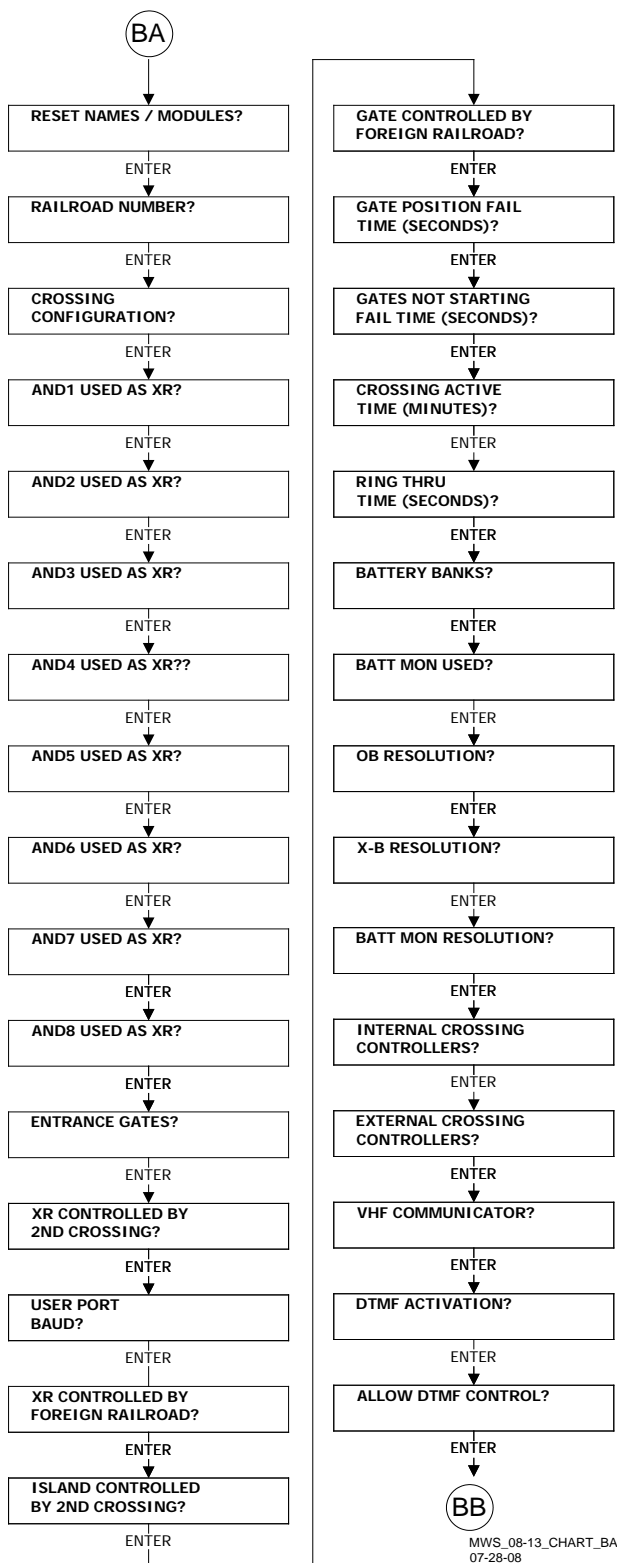 BA
RESET NAMES / MODULES?
ENTER
RAILROAD NUMBER?
ENTER
CROSSING
CONFIGURATION?
ENTER
AND1 USED AS XR?
ENTER
AND2 USED AS XR?
ENTER
AND3 USED AS XR?
ENTER
AND4 USED AS XR??
ENTER
AND5 USED AS XR?
ENTER
AND6 USED AS XR?
ENTER
AND7 USED AS XR?
ENTER
AND8 USED AS XR?
ENTER
ENTRANCE GATES?
ENTER
XR CONTROLLED BY
2ND CROSSING?
ENTER
USER PORT
BAUD?
ENTER
XR CONTROLLED BY
FOREIGN RAILROAD?
ENTER
ISLAND CONTROLLED
BY 2ND CROSSING?
ENTER
GATE CONTROLLED BY
FOREIGN RAILROAD?
ENTER
GATE POSITION FAIL
TIME (SECONDS)?
ENTER
GATES NOT STARTING
FAIL TIME (SECONDS)?
ENTER
CROSSING ACTIVE
TIME (MINUTES)?
ENTER
RING THRU
TIME (SECONDS)?
ENTER
BATTERY BANKS?
ENTER
BATT MON USED?
ENTER
OB RESOLUTION?
ENTER
X-B RESOLUTION?
ENTER
BATT MON RESOLUTION?
ENTER
INTERNAL CROSSING
CONTROLLERS?
ENTER
EXTERNAL CROSSING
CONTROLLERS?
ENTER
VHF COMMUNICATOR?
ENTER
DTMF ACTIVATION?
ENTER
ALLOW DTMF CONTROL?
ENTER
BB
MWS_08-13_CHART_BA
07-28-08